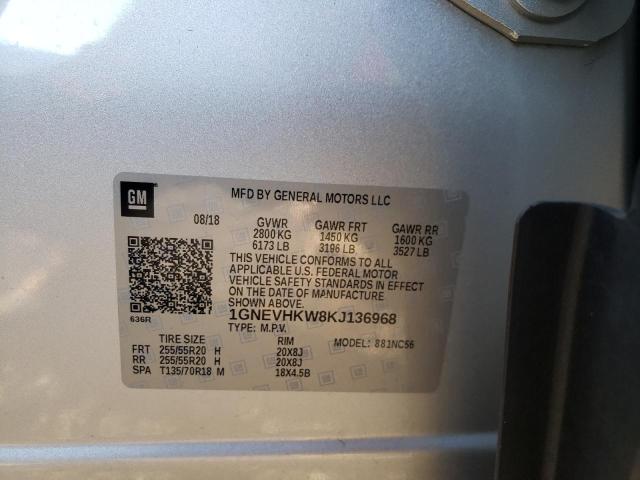 GM
MFD BY GENERAL MOTORS LLC
08/18 GVWR GAWR FRT GAWR RR
2800 KG 1450 KG 1600 KG
6173 LB 3196 LB 3527 LB
THIS VEHICLE CONFORMS TO ALL
APPLICABLE U.S. FEDERAL MOTOR
VEHICLE SAFETY STANDARDS IN EFFECT
ON THE DATE OF MANUFACTURE
SHOWN ABOVE.
636R
1GNEVHKW8KJ136968
TYPE: M.P.V. MODEL: 881NC56
TIRE SIZE RIM
FRT 255/55R20 H 20X8J
RR 255/55R20 H 20X8J
SPA T135/70R18 M 18X4.5B